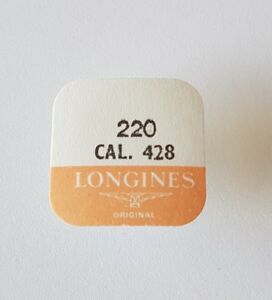 220
CAL. 428
LONGINES
ORIGINAL